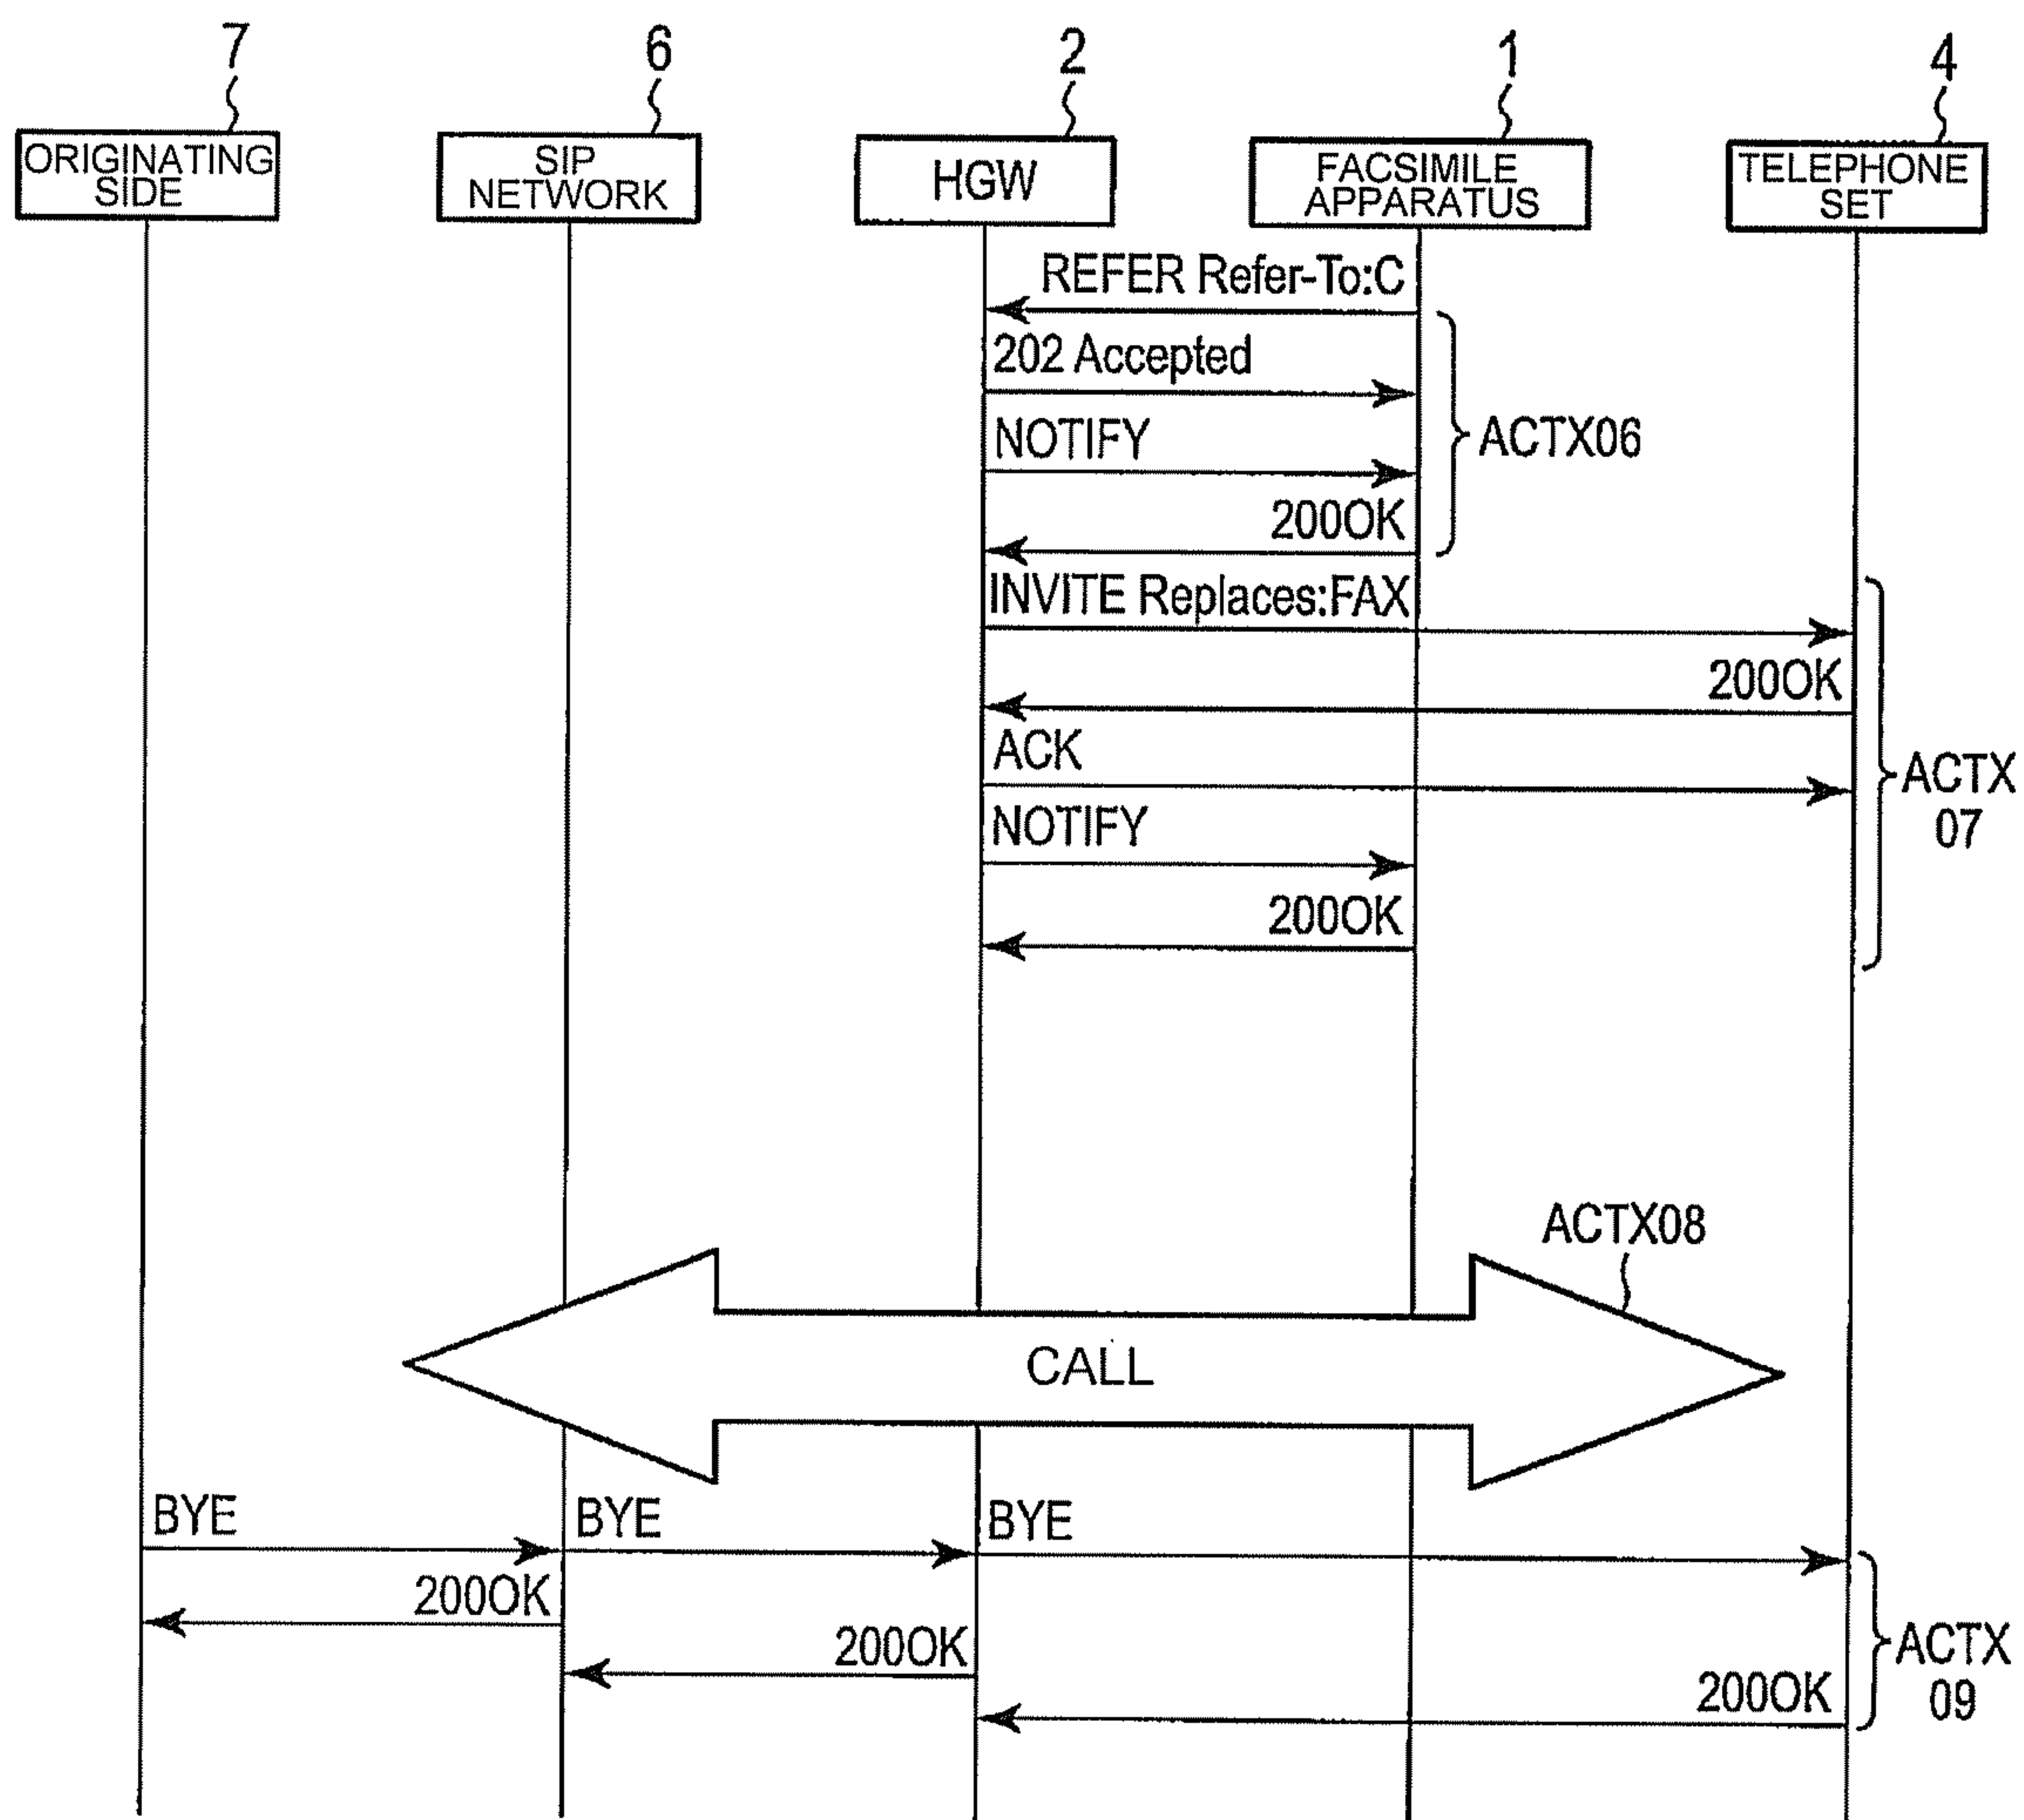 7
6
2
1
4
ORIGINATING
SIDE
SIP
NETWORK
HGW
FACSIMILE
APPARATUS
TELEPHONE
SET
REFER Refer-To:C
202 Accepted
NOTIFY
ACTX06
200OK
INVITE Replaces:FAX
200OK
ACK
ACTX
07
NOTIFY
200OK
ACTX08
CALL
BYE
BYE
BYE
200OK
200OK
ACTX
09
200OK